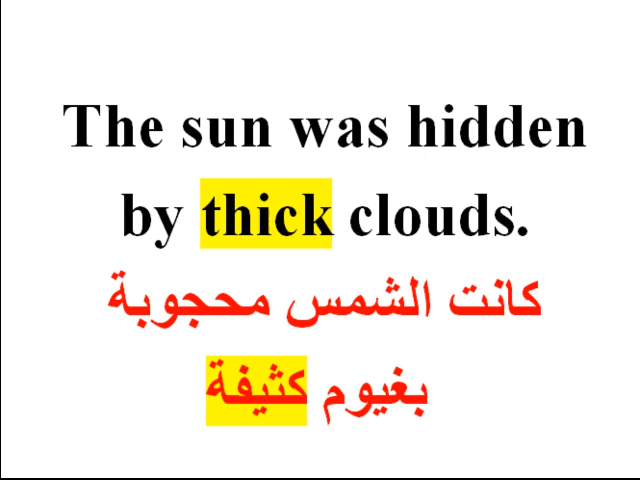 The sun was hidden
by thick clouds.
كانت الشمس محجوبة
بغيوم كثيفة